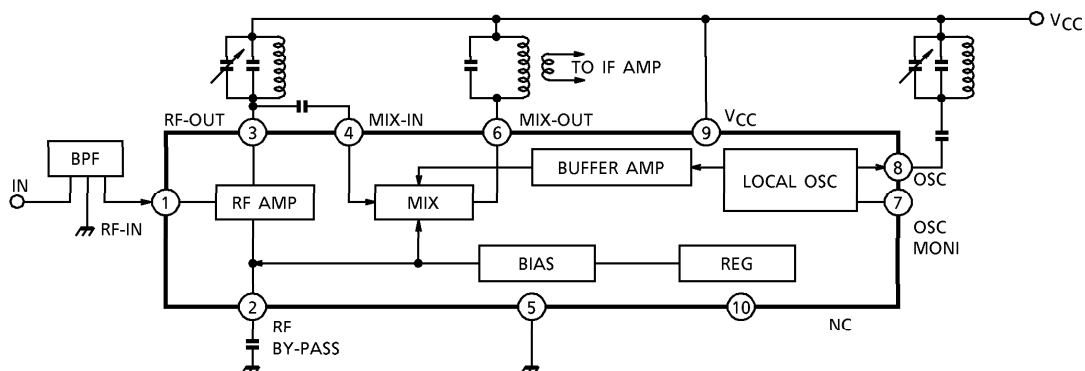 VCC
TO IF AMP
RF-OUT
3
4
MIX-IN
6
MIX-OUT
9
VCC
BPF
BUFFER AMP
LOCAL OSC
8
OSC
IN
1
RF AMP
MIX
7
RF-IN
OSC
MONI
BIAS
REG
2
5
10
RF
BY-PASS
NC